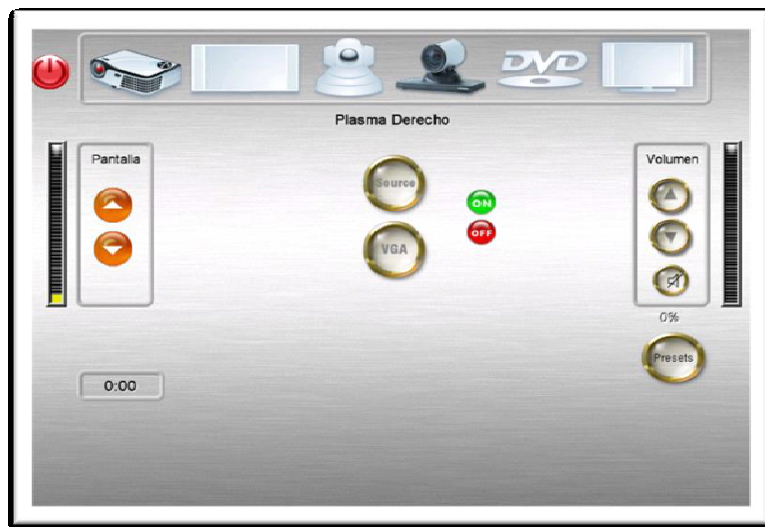 DVD
Plasma Derecho
Pantalla
Source
ON
OFF
VGA
Volumen
0%
Presets
0:00